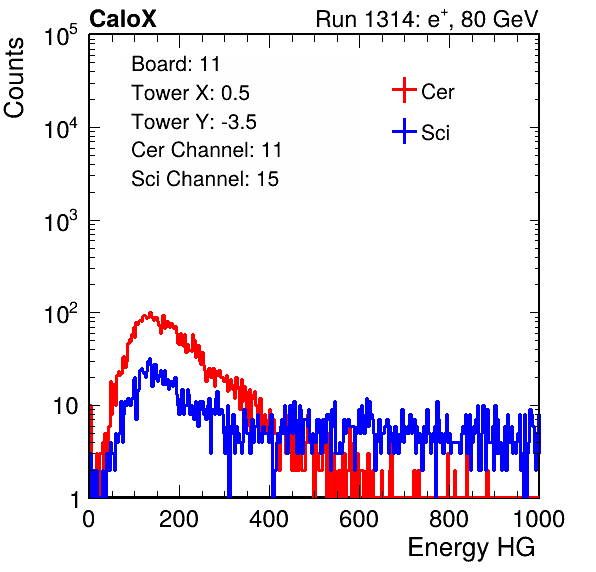 CaloX Run 1314: e⁺, 80 GeV
Counts
10⁵
10⁴
10³
10²
10
1
Board: 11
Tower X: 0.5
Tower Y: -3.5
Cer Channel: 11
Sci Channel: 15
Cer
Sci
0 200 400 600 800 1000
Energy HG